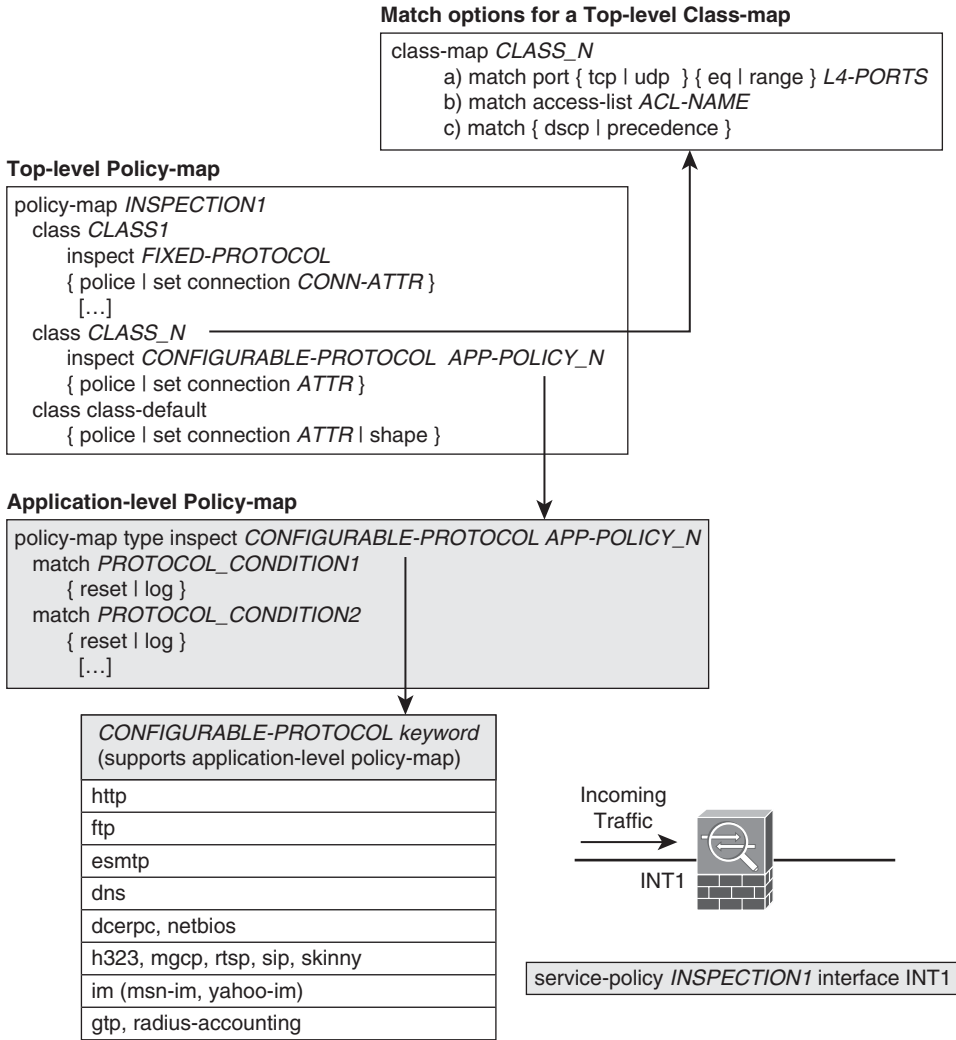 Match options for a Top-level Class-map
class-map CLASS_N
a) match port { tcp | udp } { eq | range } L4-PORTS
b) match access-list ACL-NAME
c) match { dscp | precedence }
Top-level Policy-map
policy-map INSPECTION1
class CLASS1
inspect FIXED-PROTOCOL
{ police | set connection CONN-ATTR }
[…]
class CLASS_N
inspect CONFIGURABLE-PROTOCOL APP-POLICY_N
{ police | set connection ATTR }
class class-default
{ police | set connection ATTR | shape }
Application-level Policy-map
policy-map type inspect CONFIGURABLE-PROTOCOL APP-POLICY_N
match PROTOCOL_CONDITION1
{ reset | log }
match PROTOCOL_CONDITION2
{ reset | log }
[…]
CONFIGURABLE-PROTOCOL keyword
(supports application-level policy-map)
http
ftp
esmtp
dns
dcerpc, netbios
h323, mgcp, rtsp, sip, skinny
im (msn-im, yahoo-im)
gtp, radius-accounting
Incoming
Traffic
INT1
service-policy INSPECTION1 interface INT1